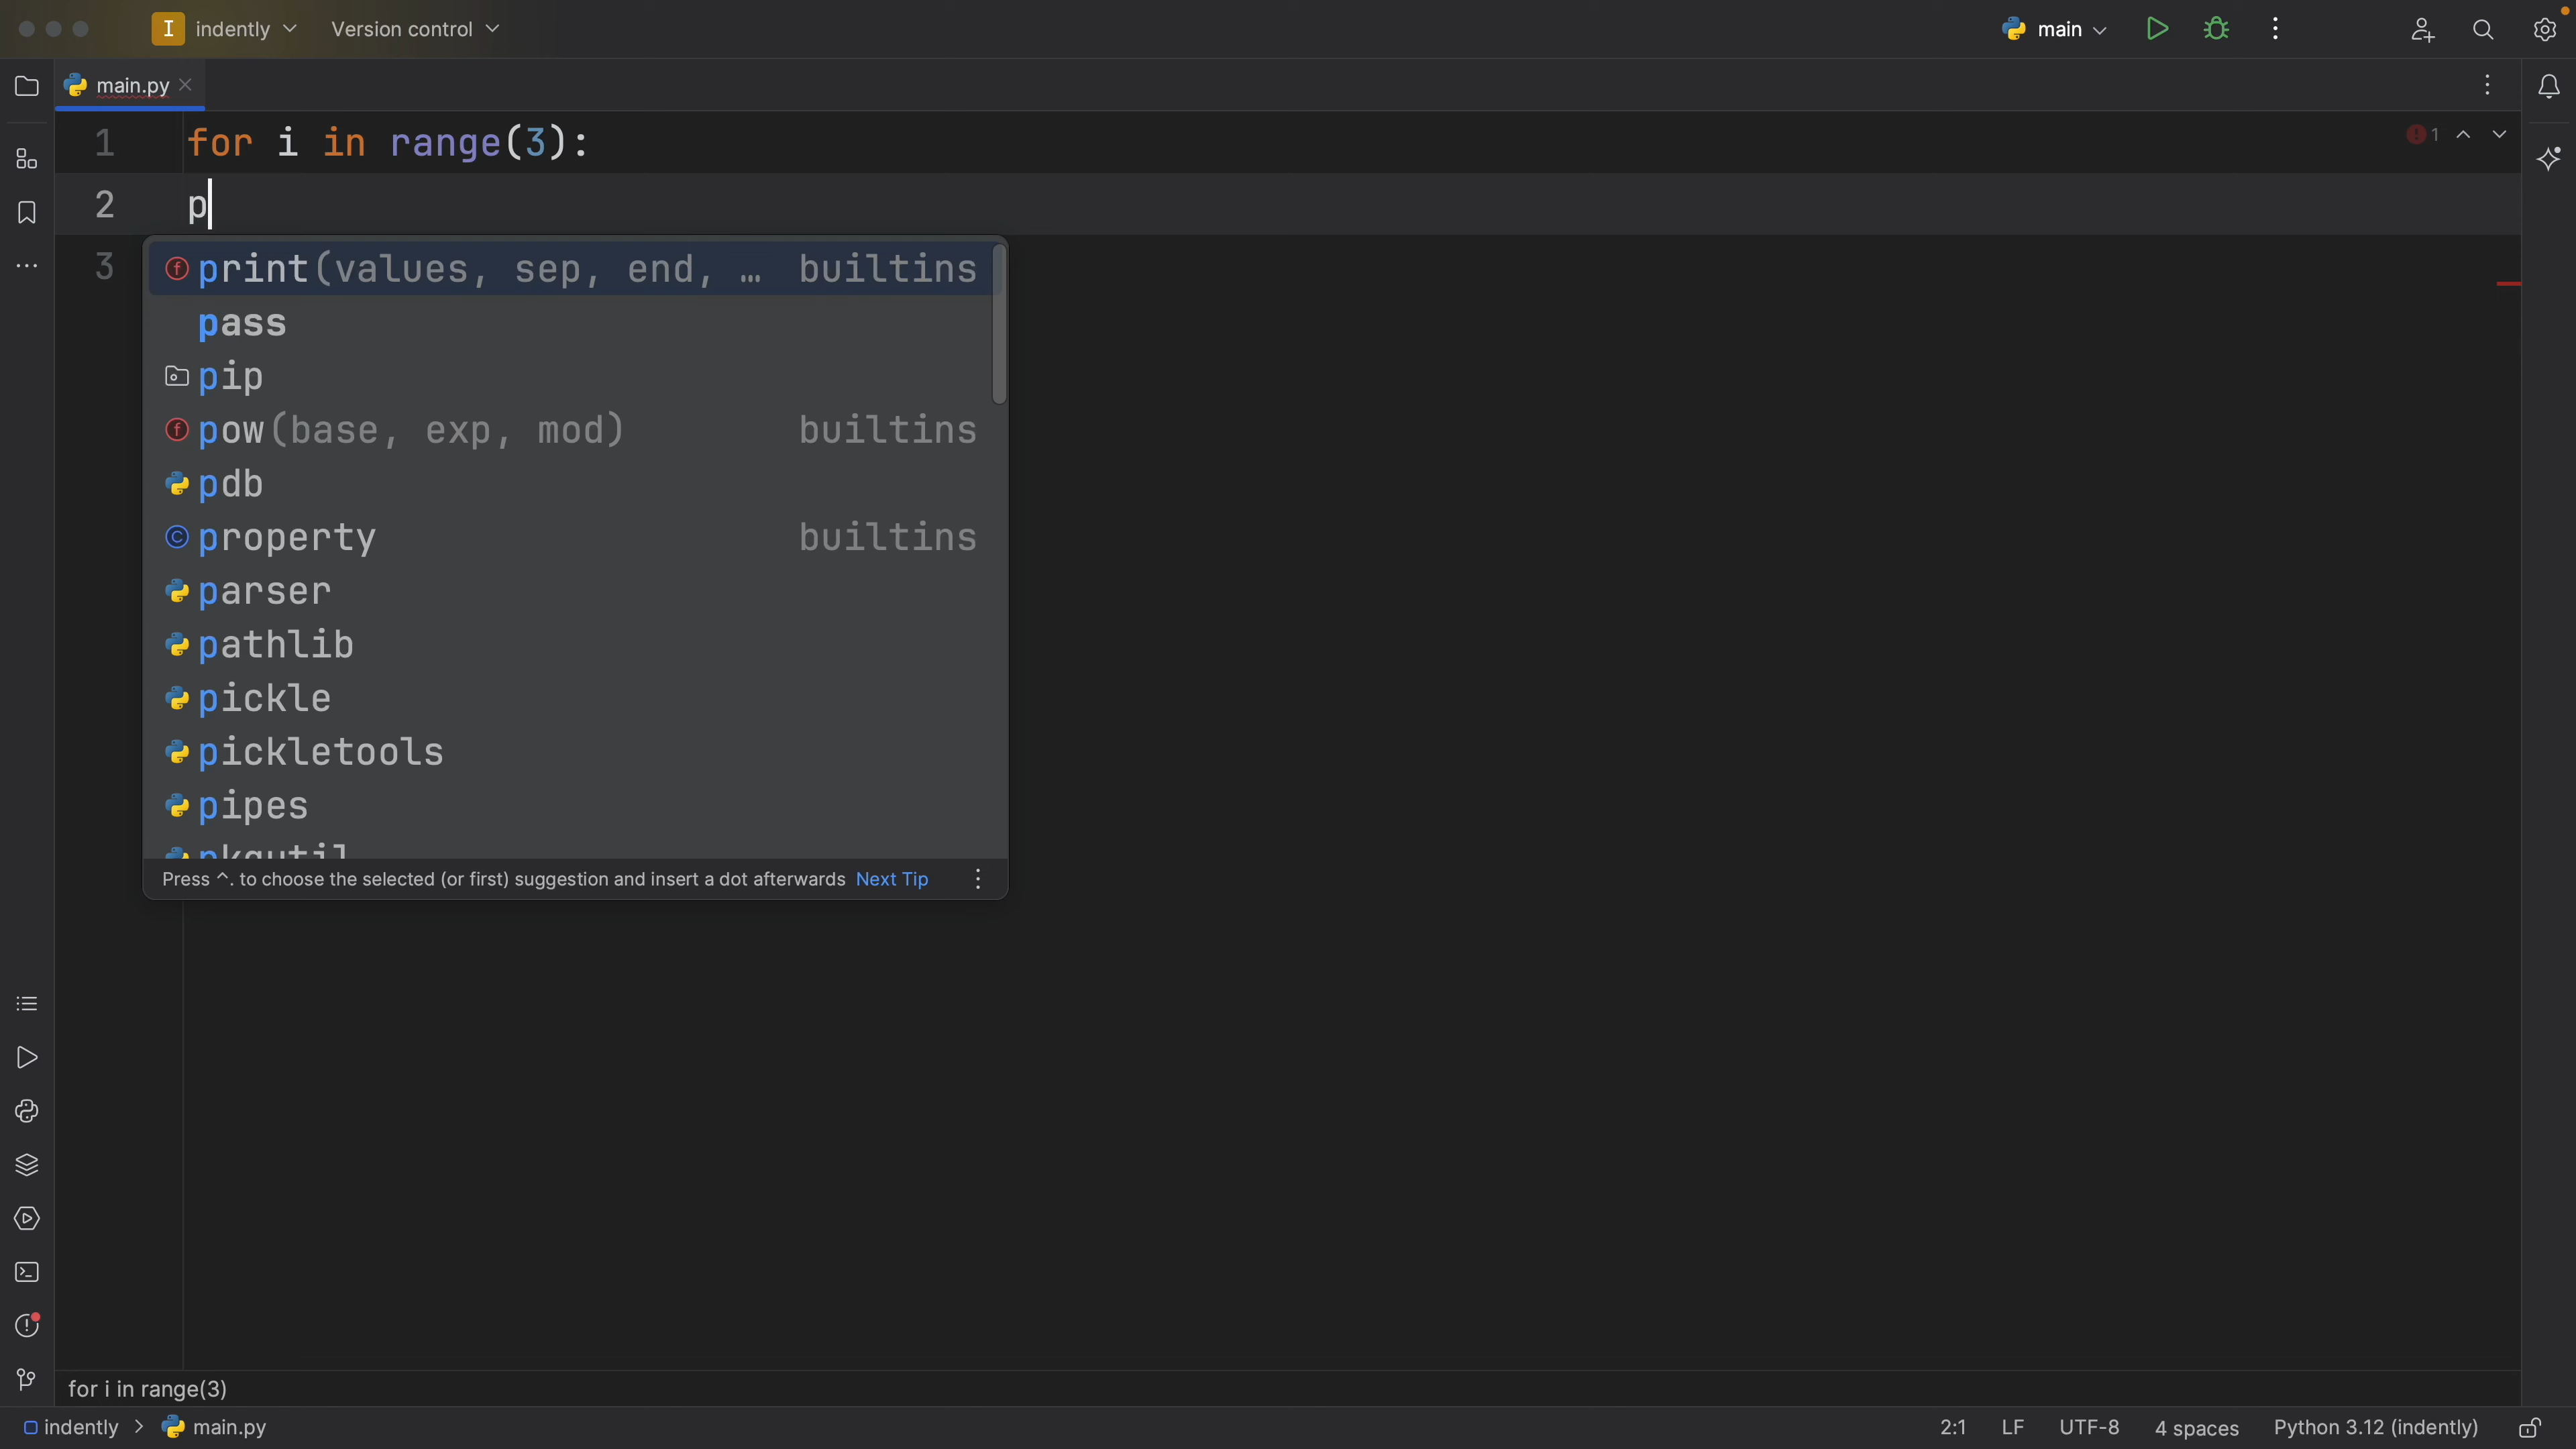 I indently Version control main
main.py
1 for i in range(3):
1
2 p
3
print(values, sep, end, … builtins
pass
pip
pow(base, exp, mod) builtins
pdb
property builtins
parser
pathlib
pickle
pickletools
pipes
pkgutil
Press ^. to choose the selected (or first) suggestion and insert a dot afterwards Next Tip
for i in range(3)
indently > main.py 2:1 LF UTF-8 4 spaces Python 3.12 (indently)